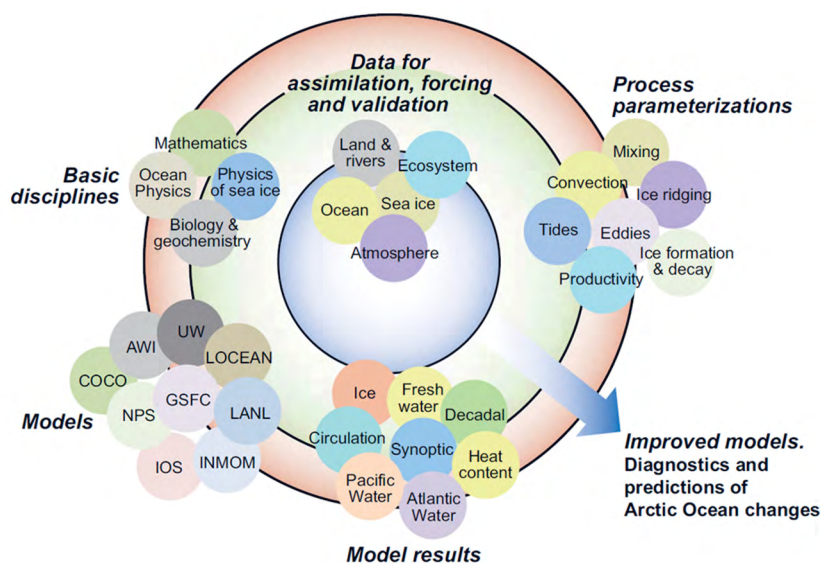 Data for
assimilation, forcing
and validation
Land &
rivers
Ecosystem
Ocean
Sea ice
Atmosphere
Process
parameterizations
Mixing
Convection
Ice ridging
Tides
Eddies
Ice formation
& decay
Productivity
Basic
disciplines
Mathematics
Ocean
Physics
Physics
of sea ice
Biology &
geochemistry
Models
UW
AWI
LOCEAN
COCO
GSFC
NPS
LANL
IOS
INMOM
Ice
Fresh
water
Decadal
Circulation
Synoptic
Heat
content
Pacific
Water
Atlantic
Water
Model results
Improved models.
Diagnostics and
predictions of
Arctic Ocean changes